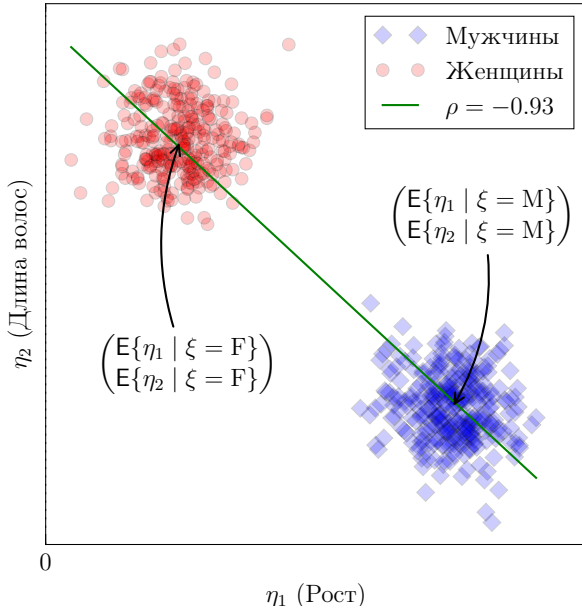 Мужчины
Женщины
ρ = −0.93
E{η₁ | ξ = M}
E{η₂ | ξ = M}
E{η₁ | ξ = F}
E{η₂ | ξ = F}
η₂ (Длина волос)
0
η₁ (Рост)